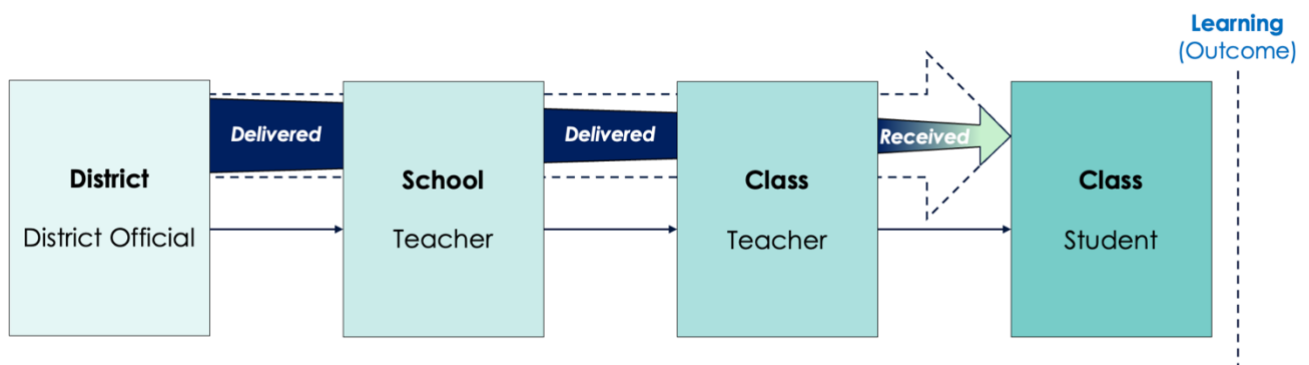 Learning
(Outcome)
Delivered
Delivered
Received
District
School
Class
Class
District Official
Teacher
Teacher
Student